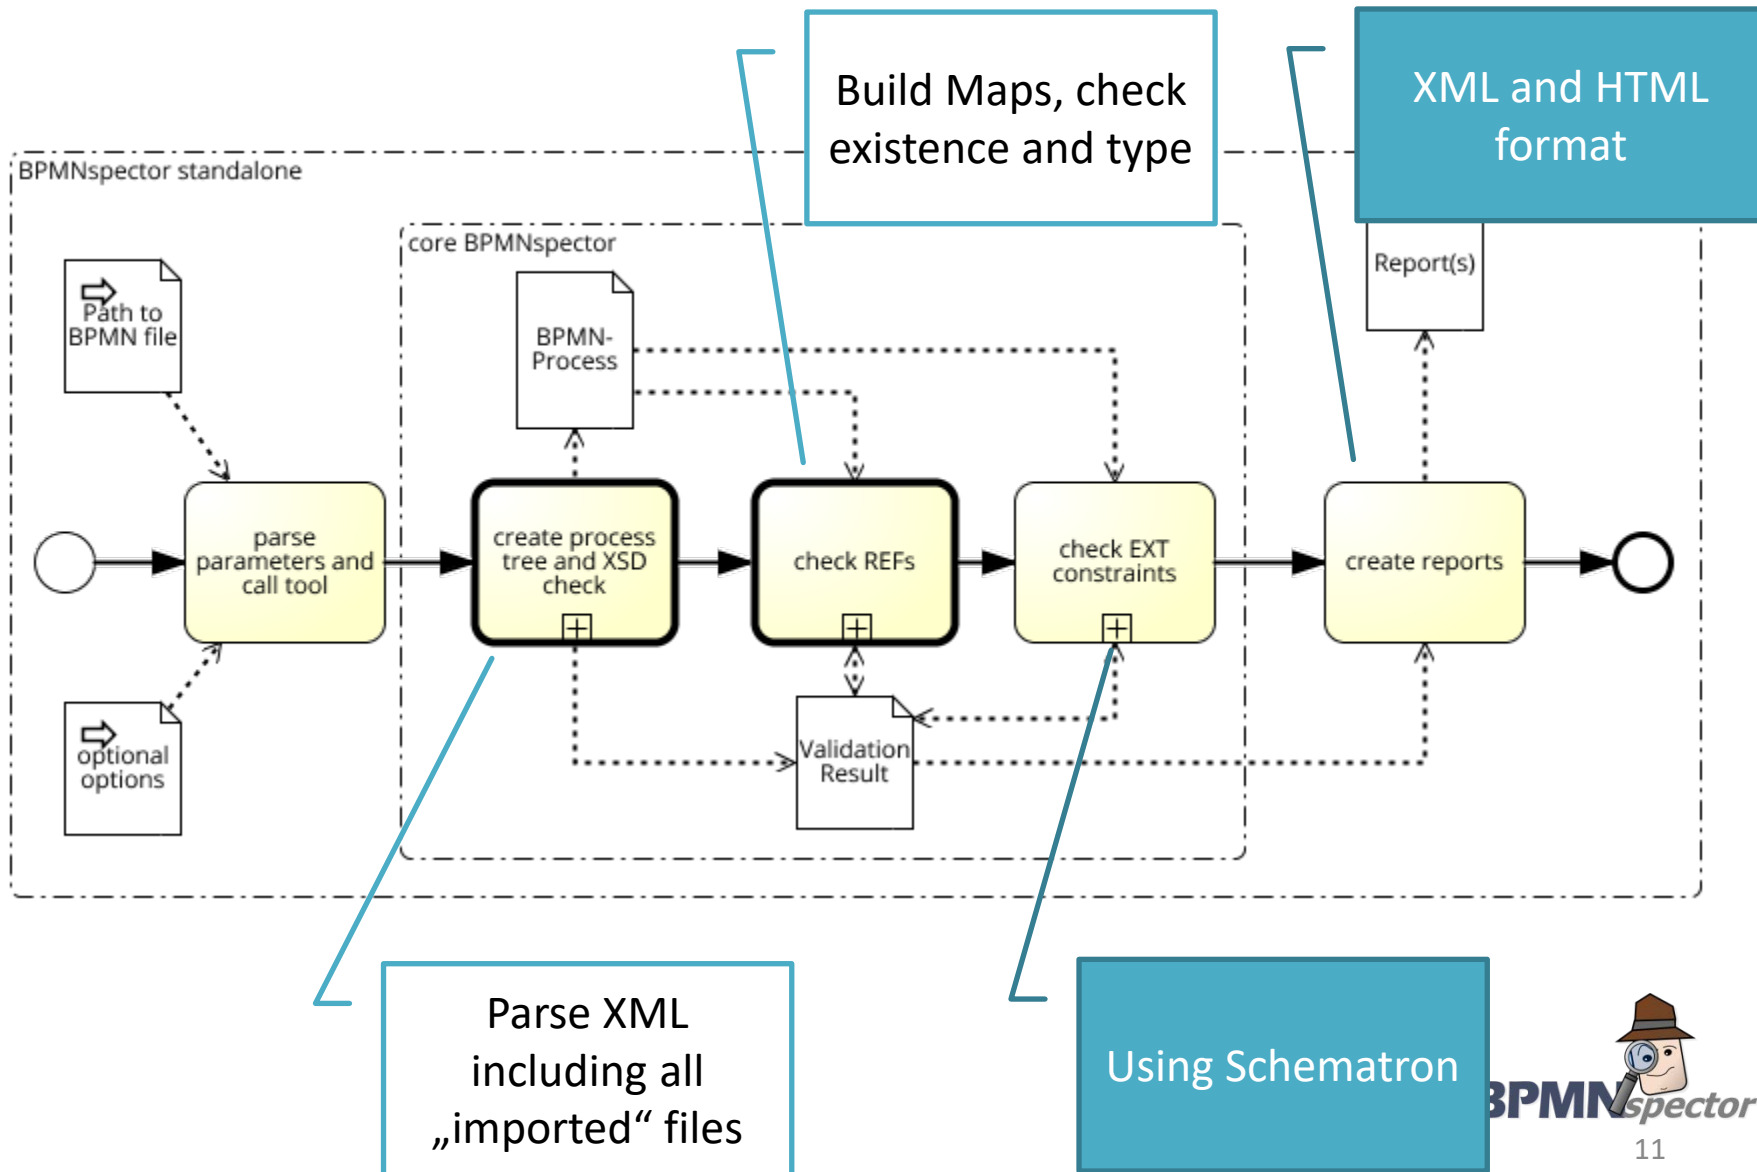 Build Maps, check
existence and type
XML and HTML
format
BPMNspector standalone
core BPMNspector
Report(s)
Path to
BPMN file
BPMN-
Process
parse
parameters and
call tool
create process
tree and XSD
check
check REFs
check EXT
constraints
create reports
optional
options
Validation
Result
Parse XML
including all
„imported“ files
Using Schematron
BPMNspector
11